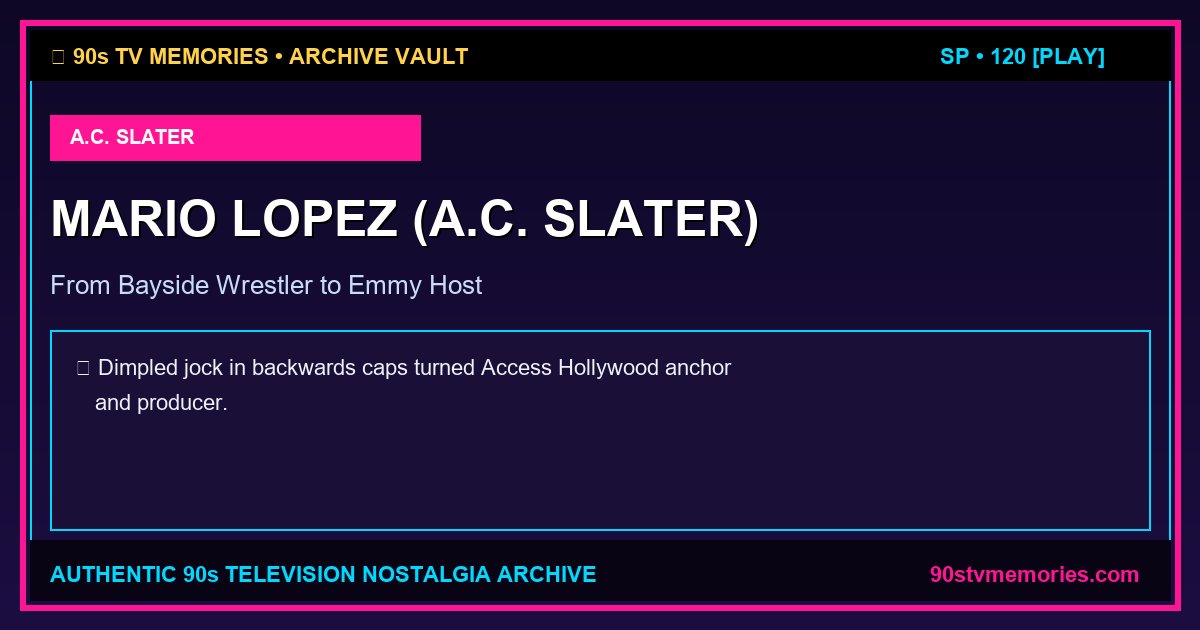 90s TV MEMORIES • ARCHIVE VAULT
SP • 120 [PLAY]
A.C. SLATER
MARIO LOPEZ (A.C. SLATER)
From Bayside Wrestler to Emmy Host
Dimpled jock in backwards caps turned Access Hollywood anchor
and producer.
AUTHENTIC 90s TELEVISION NOSTALGIA ARCHIVE
90stvmemories.com